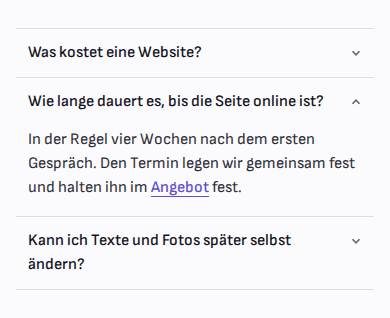 Was kostet eine Website?
Wie lange dauert es, bis die Seite online ist?
In der Regel vier Wochen nach dem ersten
Gespräch. Den Termin legen wir gemeinsam fest
und halten ihn im Angebot fest.
Kann ich Texte und Fotos später selbst
ändern?